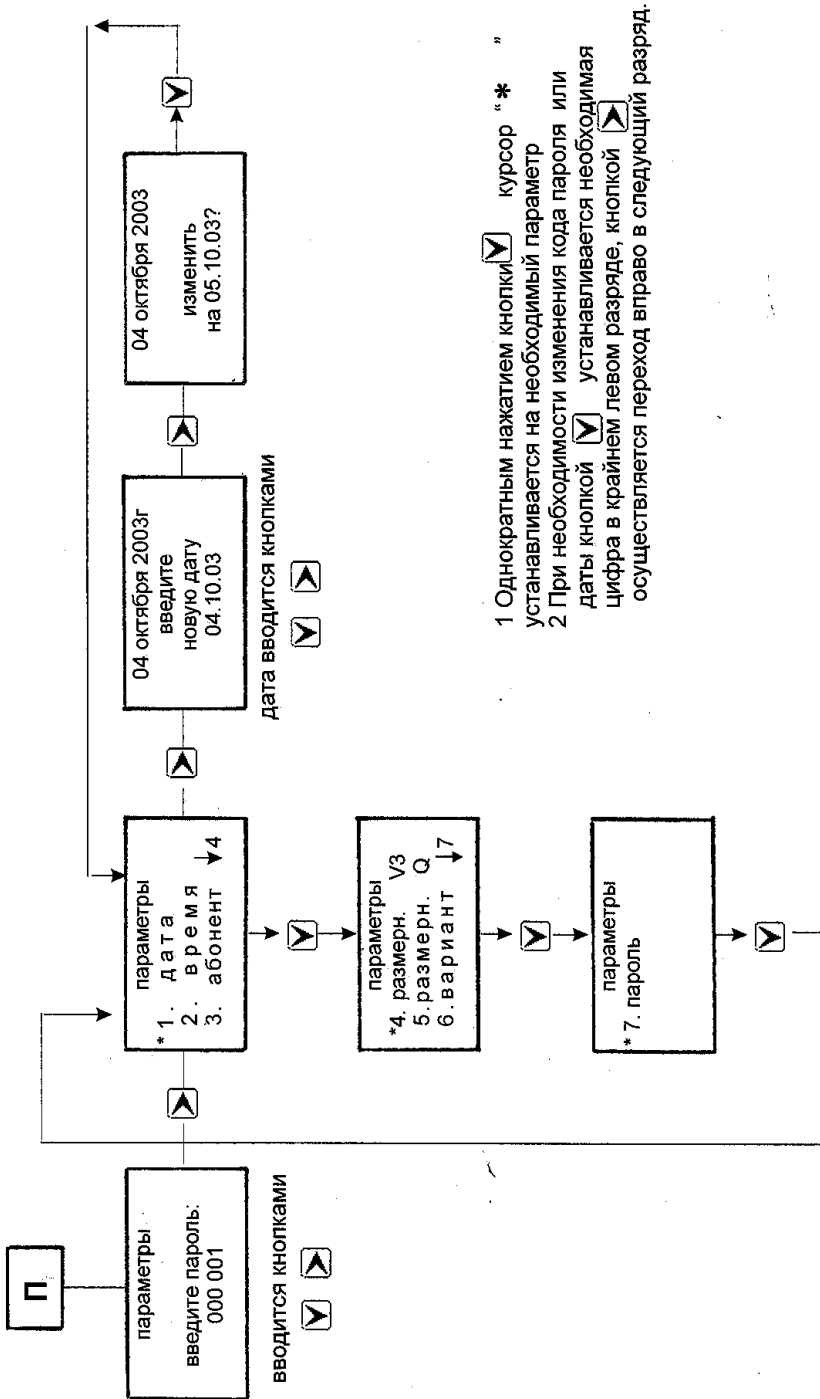 П
параметры
введите пароль:
000 001
вводится кнопками
параметры
*1. дата
2. время
3. абонент ↓4
04 октября 2003г
введите
новую дату
04.10.03
дата вводится кнопками
04 октября 2003
изменить
на 05.10.03?
параметры
*4. размерн. V3
5. размерн. Q
6. вариант ↓7
параметры
* 7. пароль
1 Однократным нажатием кнопки курсор “ * ”
устанавливается на необходимый параметр
2 При необходимости изменения кода пароля или
даты кнопкой устанавливается необходимая
цифра в крайнем левом разряде, кнопкой
осуществляется переход вправо в следующий разряд.